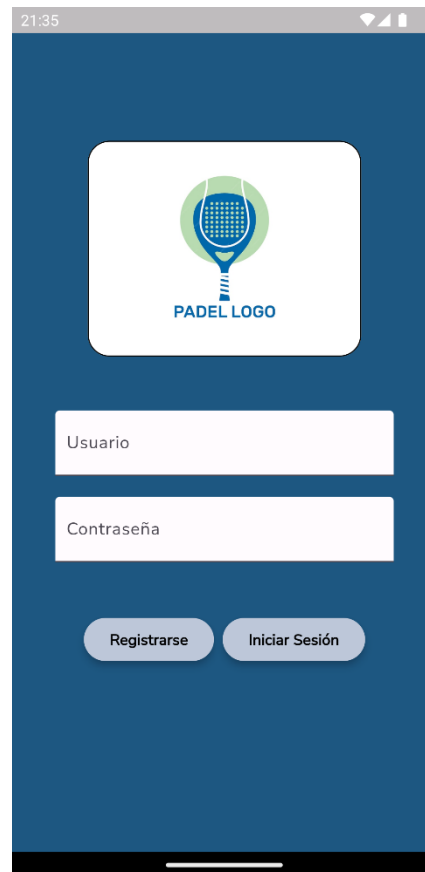 21:35
PADEL LOGO
Usuario
Contraseña
Registrarse
Iniciar Sesión